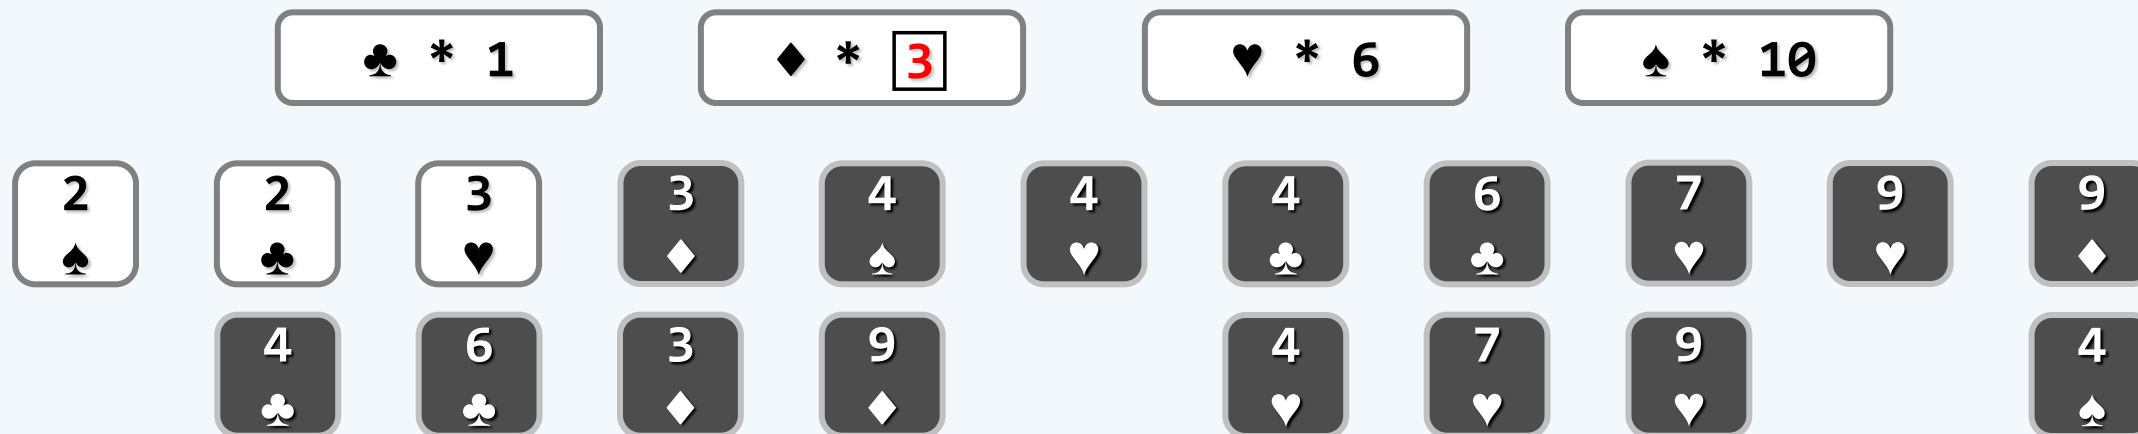 ♣ * 1 ♦ * 3 ♥ * 6 ♠ * 10
2 2 3 3 4 4 4 6 7 9 9
♠ ♣ ♥ ♦ ♠ ♥ ♣ ♣ ♥ ♥ ♦
4 6 3 9 4 7 9 4
♣ ♣ ♦ ♦ ♥ ♥ ♥ ♠